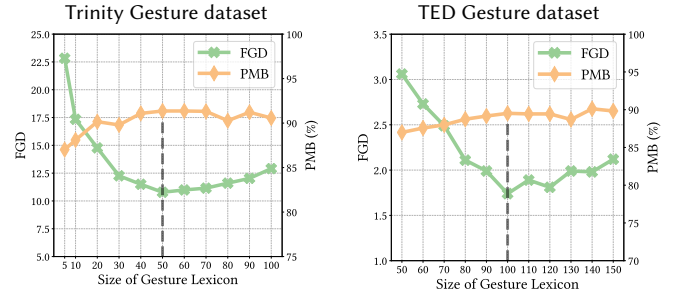 Trinity Gesture dataset
FGD
25.0
22.5
20.0
17.5
15.0
12.5
10.0
7.5
5.0
FGD
PMB
100
95
90
85
80
75
PMB (%)
5 10 20 30 40 50 60 70 80 90 100
Size of Gesture Lexicon
TED Gesture dataset
FGD
3.5
3.0
2.5
2.0
1.5
1.0
FGD
PMB
100
95
90
85
80
75
70
PMB (%)
50 60 70 80 90 100 110 120 130 140 150
Size of Gesture Lexicon